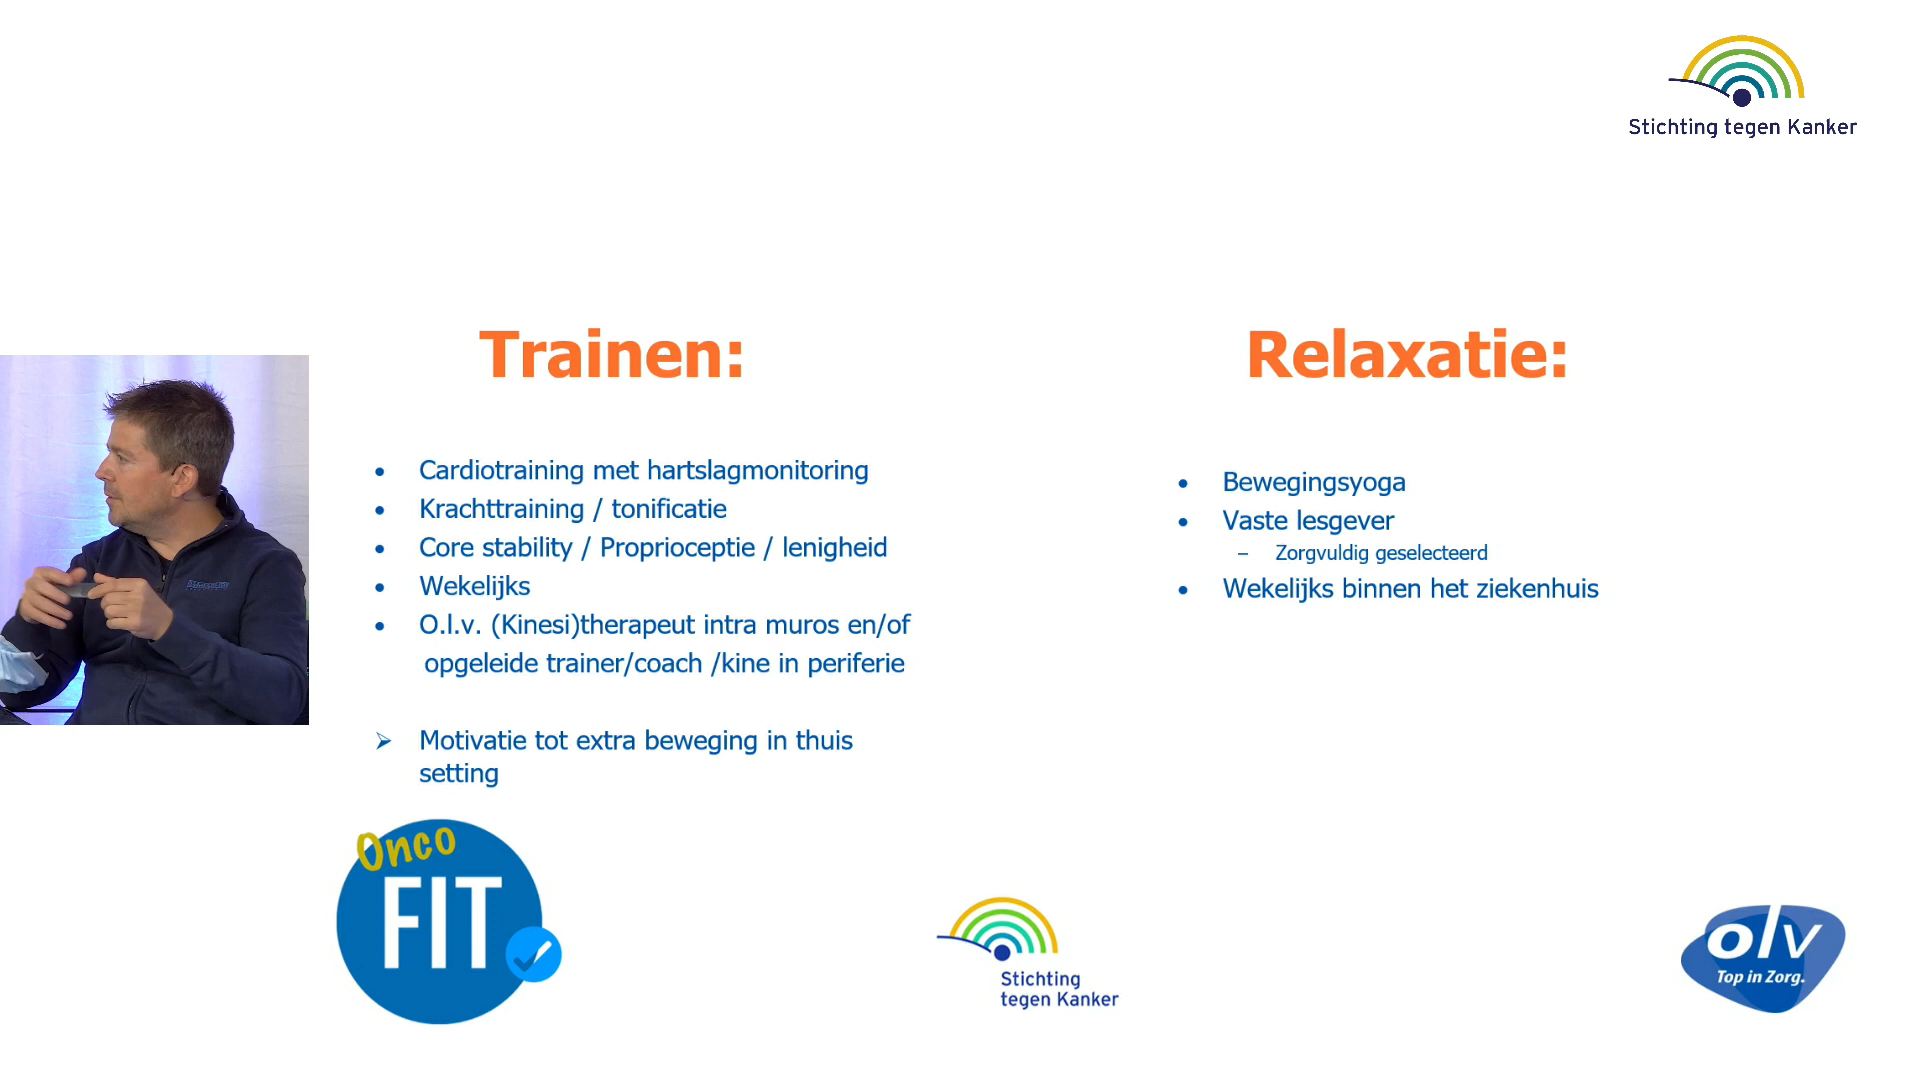 Stichting tegen Kanker
Trainen:
• Cardiotraining met hartslagmonitoring
• Krachttraining / tonificatie
• Core stability / Proprioceptie / lenigheid
• Wekelijks
• O.l.v. (Kinesi)therapeut intra muros en/of
opgeleide trainer/coach /kine in periferie
➢ Motivatie tot extra beweging in thuis
setting
Relaxatie:
• Bewegingsyoga
• Vaste lesgever
– Zorgvuldig geselecteerd
• Wekelijks binnen het ziekenhuis
Onco
FIT
Stichting
tegen Kanker
olv
Top in Zorg.